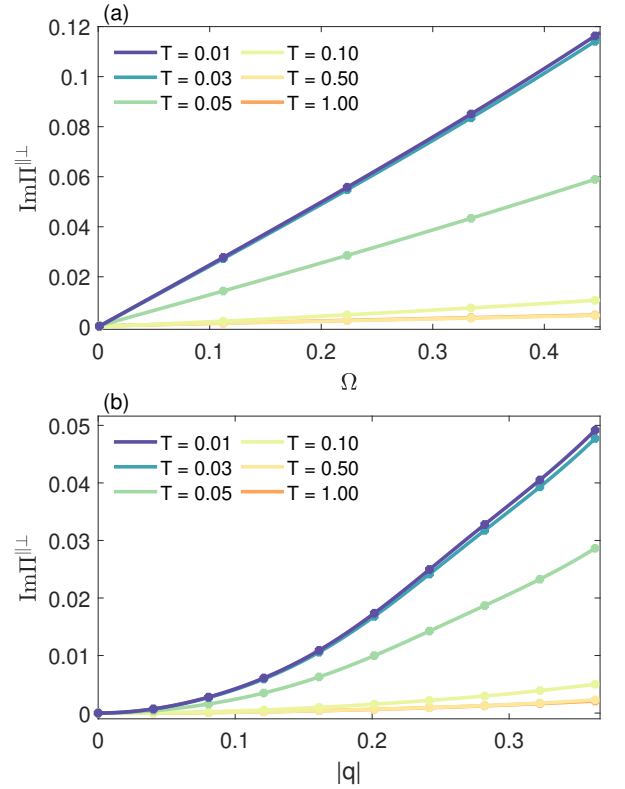 (a)
0.12
0.1
0.08
0.06
0.04
0.02
0
ImΠ∥⊥
T = 0.01
T = 0.03
T = 0.05
T = 0.10
T = 0.50
T = 1.00
0
0.1
0.2
0.3
0.4
Ω
(b)
0.05
0.04
0.03
0.02
0.01
0
ImΠ∥⊥
T = 0.01
T = 0.03
T = 0.05
T = 0.10
T = 0.50
T = 1.00
0
0.1
0.2
0.3
|q|